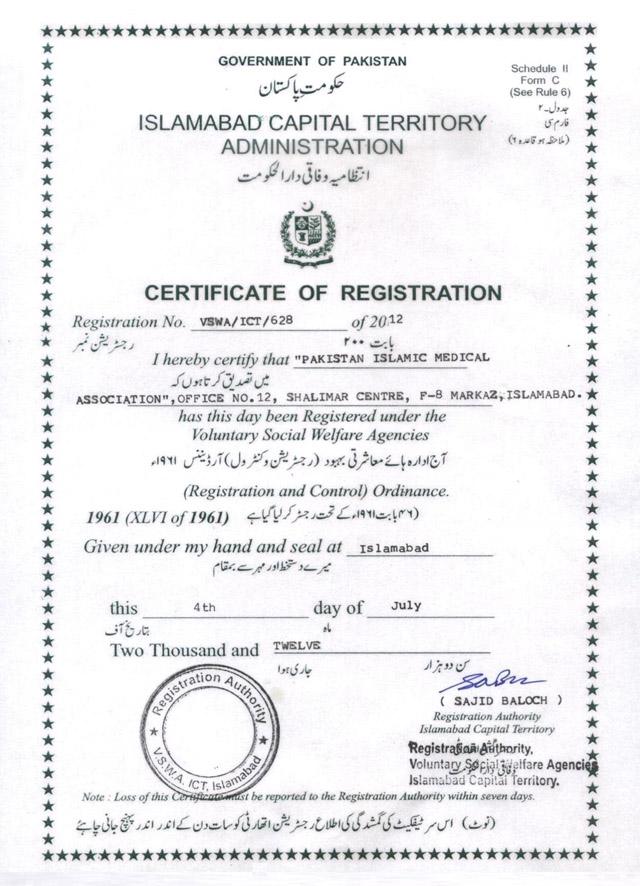 GOVERNMENT OF PAKISTAN
حکومتِ پاکستان
Schedule II
Form C
(See Rule 6)
جدول-۲
فارم سی
(ملاحظہ ہو قاعدہ ۶)
ISLAMABAD CAPITAL TERRITORY
ADMINISTRATION
انتظامیہ وفاقی دارالحکومت
CERTIFICATE OF REGISTRATION
Registration No. VSWA/ICT/628 of 2012
رجسٹریشن نمبر بابت ۲۰۰
I hereby certify that "PAKISTAN ISLAMIC MEDICAL
میں تصدیق کرتا ہوں کہ
ASSOCIATION",OFFICE NO.12, SHALIMAR CENTRE, F-8 MARKAZ,ISLAMABAD.
has this day been Registered under the
Voluntary Social Welfare Agencies
آج ادارہ ہائے معاشرتی بہبود (رجسٹریشن و کنٹرول) آرڈیننس ۱۹۶۱ء
(Registration and Control) Ordinance.
1961 (XLVI of 1961) (۴۶ بابت ۱۹۶۱ء کے تحت رجسٹر کر لیا گیا ہے
Given under my hand and seal at Islamabad
میرے دستخط اور مہر سے بمقام
this 4th day of July
بتاریخ آف ماہ
Two Thousand and TWELVE
جاری ہوا سن دو ہزار
Registration Authority
V.S.W.A. ICT, Islamabad
( SAJID BALOCH )
Registration Authority
Islamabad Capital Territory
Registration Authority,
Voluntary Social Welfare Agencies
Islamabad Capital Territory.
Note : Loss of this Certificate must be reported to the Registration Authority within seven days.
(نوٹ) اس سرٹیفکیٹ کی گمشدگی کی اطلاع رجسٹریشن اتھارٹی کو سات دن کے اندر اندر پہنچ جانی چاہئے